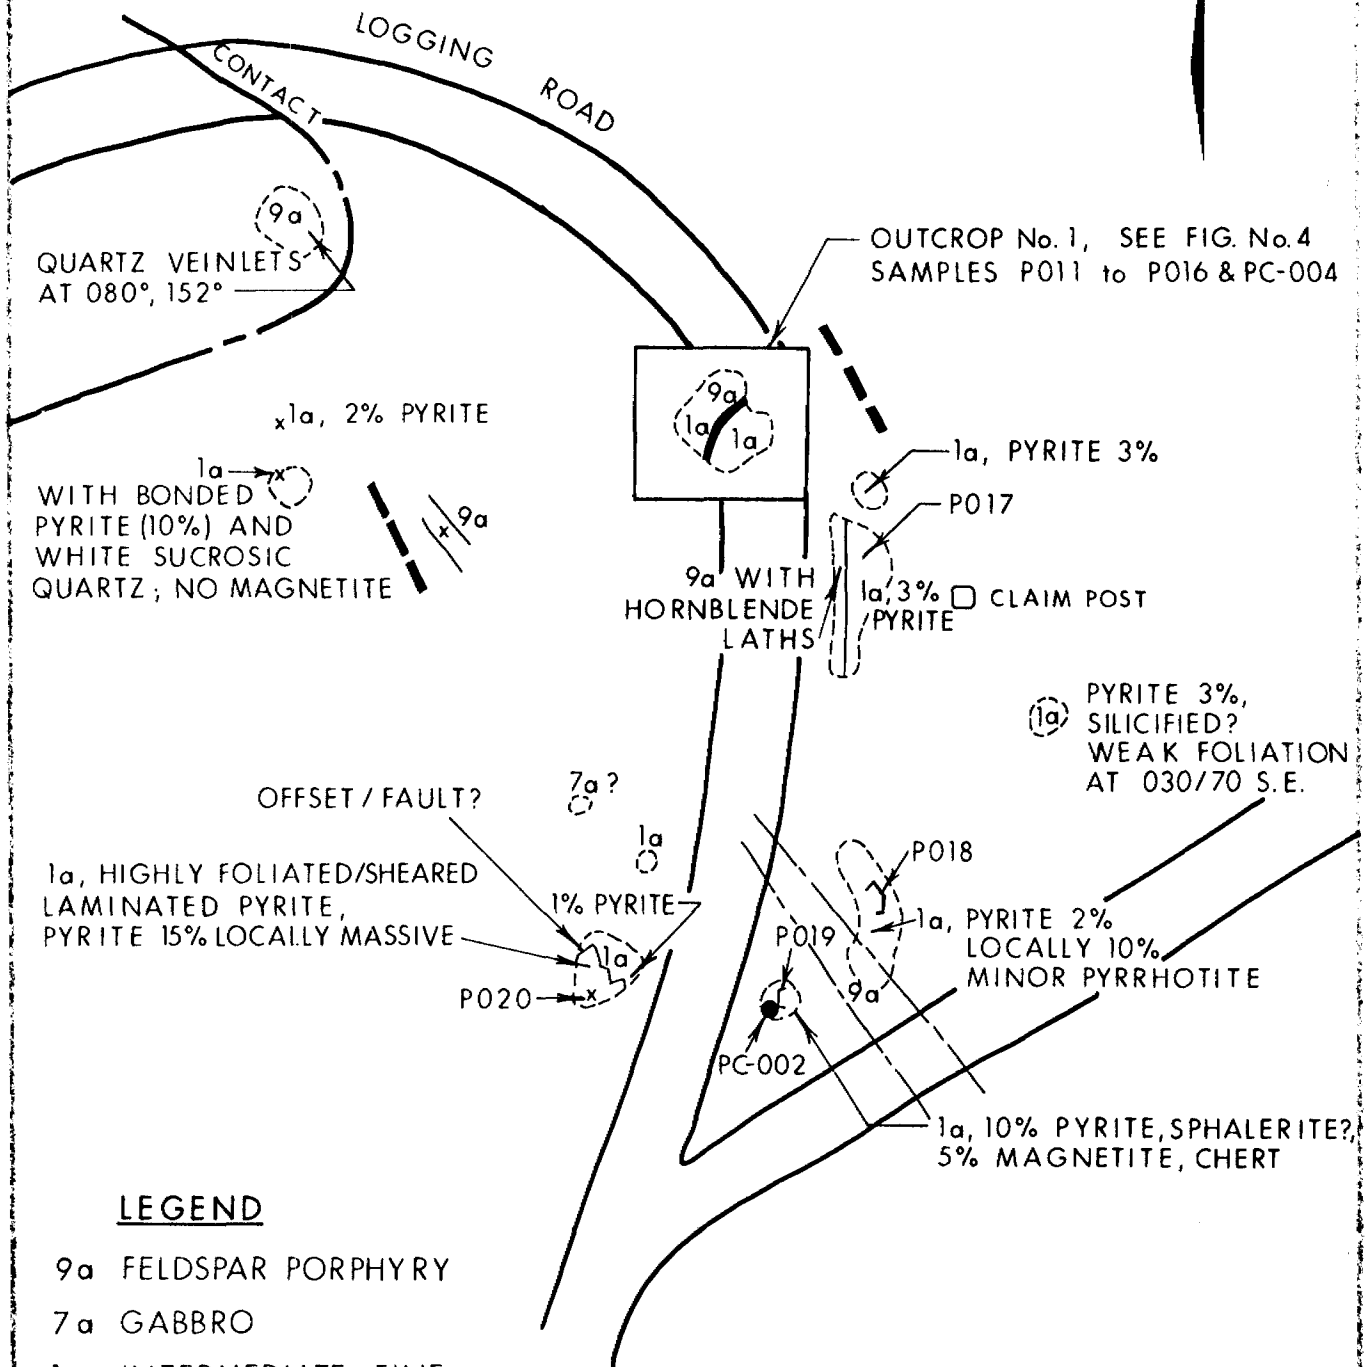 LOGGING ROAD
CONTACT
9a
QUARTZ VEINLETS
AT 080°, 152°
OUTCROP No. 1, SEE FIG. No. 4
SAMPLES P011 to P016 & PC-004
9a
1a
1a
x1a, 2% PYRITE
1a
WITH BONDED
PYRITE (10%) AND
WHITE SUCROSIC
QUARTZ; NO MAGNETITE
x 9a
1a, PYRITE 3%
P017
9a WITH
HORNBLENDE
LATHS
1a, 3%
PYRITE
CLAIM POST
1a
PYRITE 3%,
SILICIFIED?
WEAK FOLIATION
AT 030/70 S.E.
7a ?
OFFSET / FAULT?
1a
1a, HIGHLY FOLIATED/SHEARED
LAMINATED PYRITE,
PYRITE 15% LOCALLY MASSIVE
1% PYRITE
1a
P020
x
P018
1a, PYRITE 2%
LOCALLY 10%
MINOR PYRRHOTITE
P019
9a
PC-002
1a, 10% PYRITE, SPHALERITE?,
5% MAGNETITE, CHERT
LEGEND
9a FELDSPAR PORPHYRY
7a GABBRO